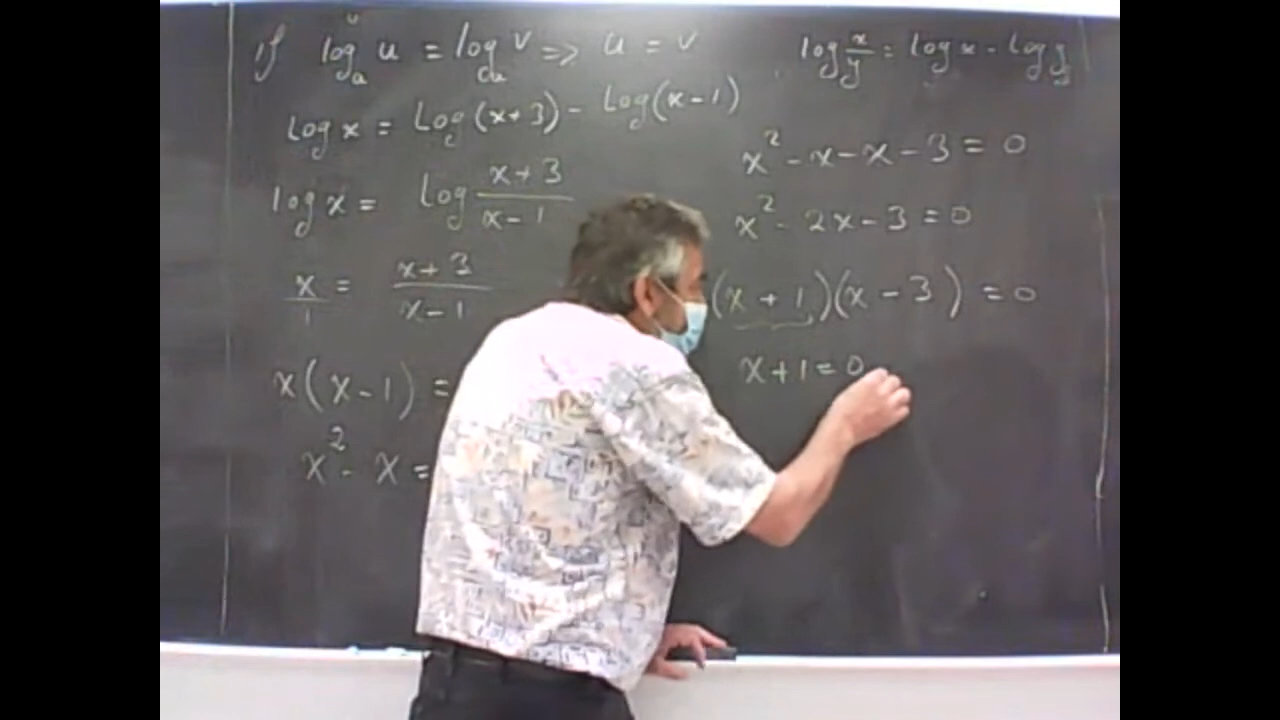 if log_a u = log_a v => u = v
log x/y = log x - log y
log x = log(x+3) - log(x-1)
log x = log (x+3)/(x-1)
x/1 = (x+3)/(x-1)
x(x-1) =
x² - x =
x² - x - x - 3 = 0
x² - 2x - 3 = 0
(x + 1)(x - 3) = 0
x + 1 = 0